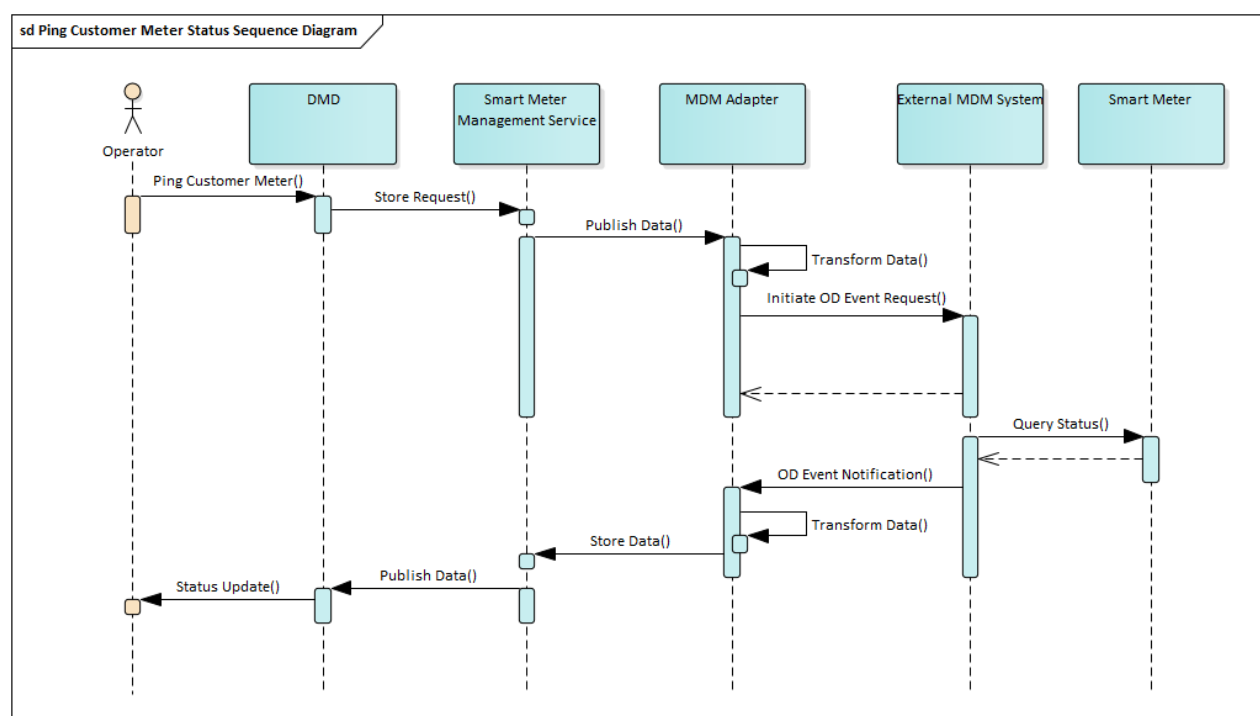 sd Ping Customer Meter Status Sequence Diagram
Operator
DMD
Smart Meter
Management Service
MDM Adapter
External MDM System
Smart Meter
Ping Customer Meter()
Store Request()
Publish Data()
Transform Data()
Initiate OD Event Request()
Query Status()
OD Event Notification()
Transform Data()
Store Data()
Publish Data()
Status Update()